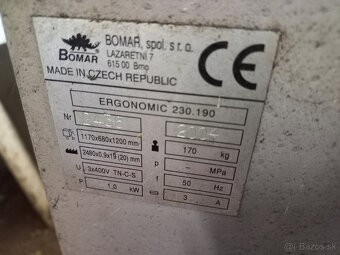 BOMAR, spol. s r.o.
LAZARETNÍ 7
615 00 Brno
BOMAR
MADE IN CZECH REPUBLIC
CE
ERGONOMIC 230.190
Nr 2004
1170x680x1200 mm 170 kg
2480x0,9x19 (20) mm p – MPa
U 3x400V TN-C-S f 50 Hz
P 1,0 kW 3 A
© Bazos.sk